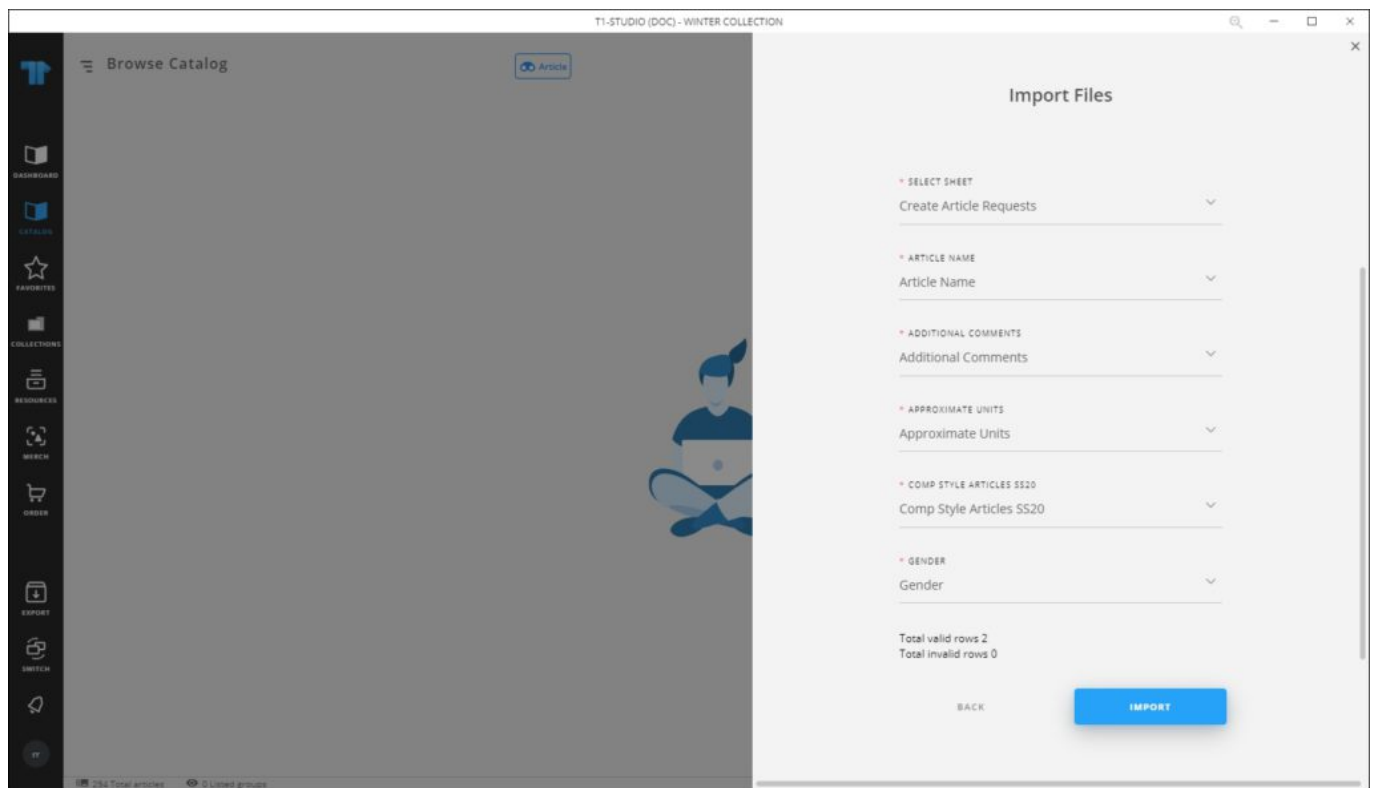 T1-STUDIO (DOC) - WINTER COLLECTION
Browse Catalog
Article
DASHBOARD
CATALOG
FAVORITES
COLLECTIONS
RESOURCES
MERCH
ORDER
EXPORT
SWITCH
294 Total articles
0 Listed groups
Import Files
* SELECT SHEET
Create Article Requests
* ARTICLE NAME
Article Name
* ADDITIONAL COMMENTS
Additional Comments
* APPROXIMATE UNITS
Approximate Units
* COMP STYLE ARTICLES SS20
Comp Style Articles SS20
* GENDER
Gender
Total valid rows 2
Total invalid rows 0
BACK
IMPORT